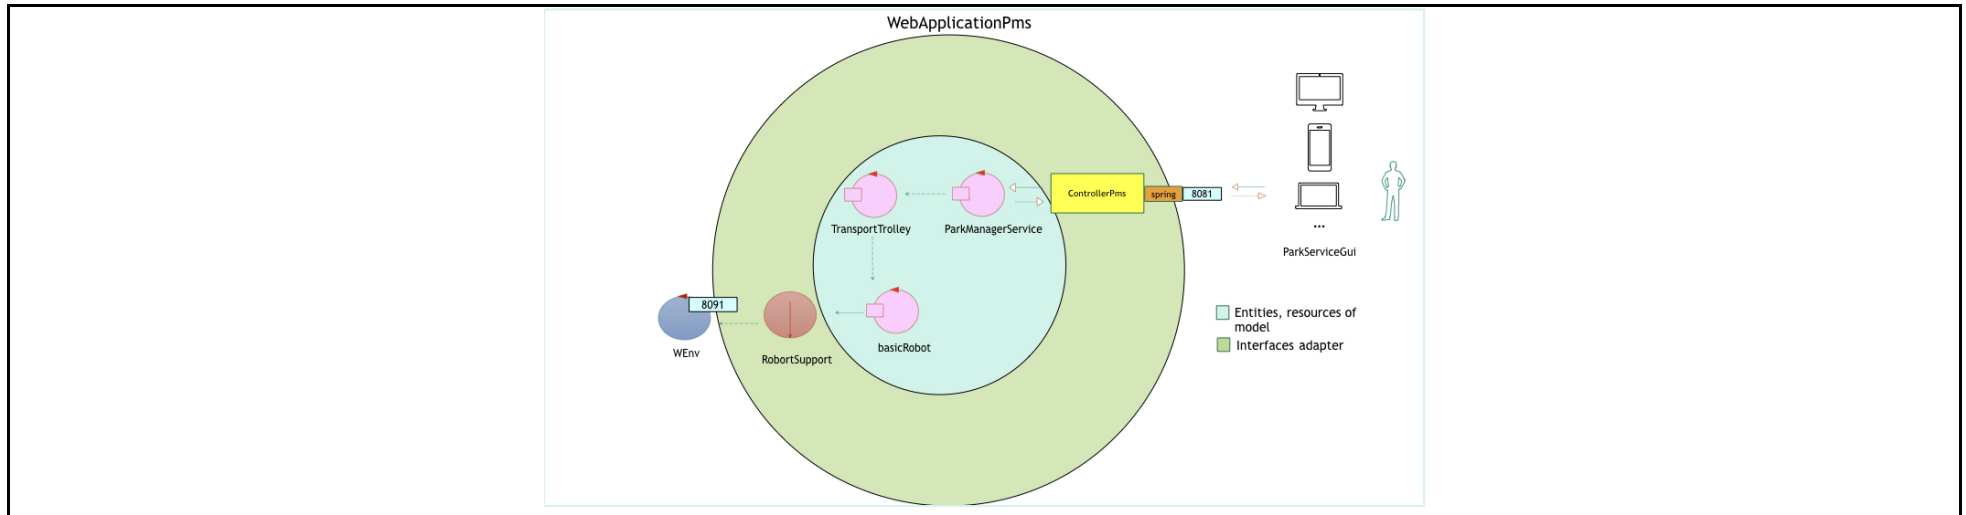 WebApplicationPms
ControllerPms
spring
8081
TransportTrolley
ParkManagerService
...
ParkServiceGui
8091
Entities, resources of
model
Interfaces adapter
WEnv
RobortSupport
basicRobot